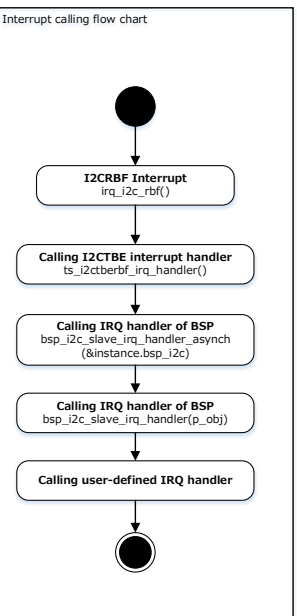 Interrupt calling flow chart
I2CRBF Interrupt
irq_i2c_rbf()
Calling I2CTBE interrupt handler
ts_i2ctberbf_irq_handler()
Calling IRQ handler of BSP
bsp_i2c_slave_irq_handler_asynch
(&instance.bsp_i2c)
Calling IRQ handler of BSP
bsp_i2c_slave_irq_handler(p_obj)
Calling user-defined IRQ handler